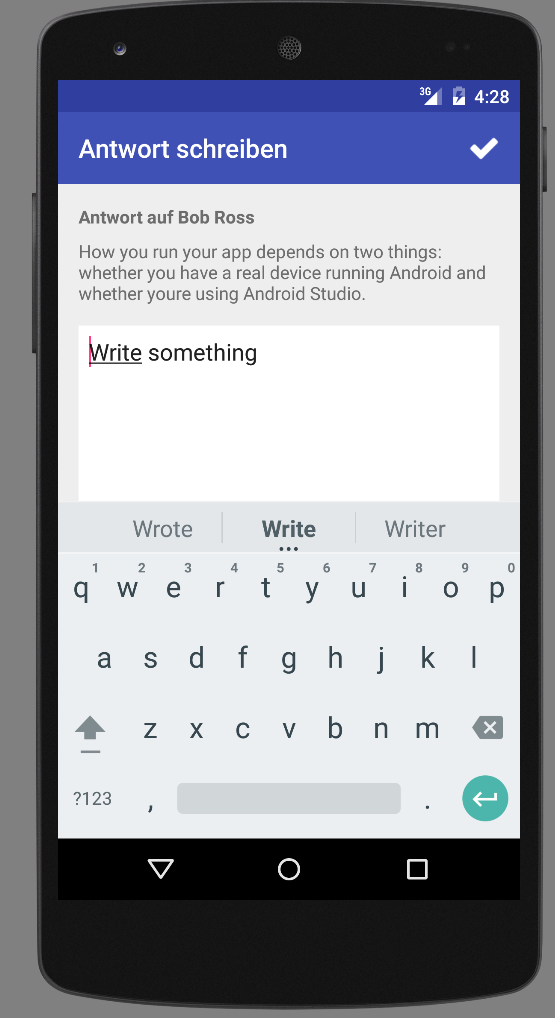 3G 4:28
Antwort schreiben
Antwort auf Bob Ross
How you run your app depends on two things:
whether you have a real device running Android and
whether youre using Android Studio.
Write something
Wrote Write Writer
1 2 3 4 5 6 7 8 9 0
q w e r t y u i o p
a s d f g h j k l
z x c v b n m
?123 , .